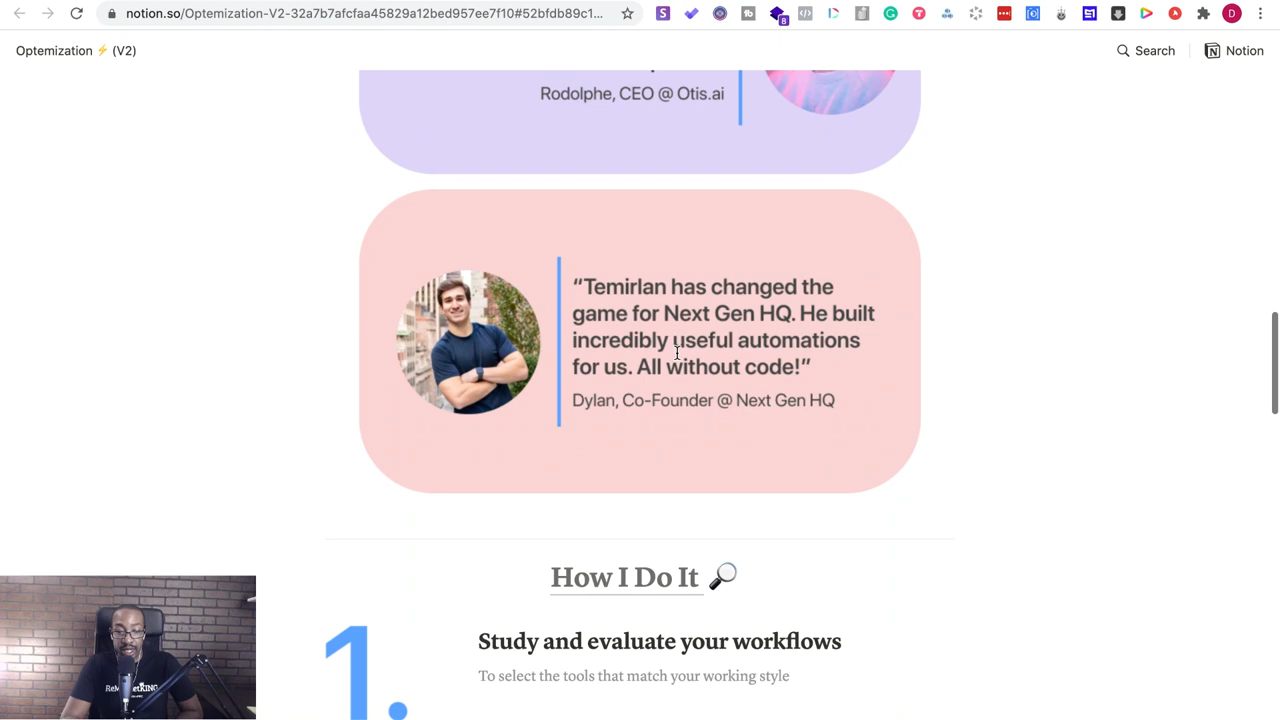 notion.so/Optemization-V2-32a7b7afcfaa45829a12bed957ee7f10#52bfdb89c1...
Optemization ⚡ (V2)
Search
Notion
Rodolphe, CEO @ Otis.ai
“Temirlan has changed the
game for Next Gen HQ. He built
incredibly useful automations
for us. All without code!”
Dylan, Co-Founder @ Next Gen HQ
How I Do It 🔎
1.
Study and evaluate your workflows
To select the tools that match your working style